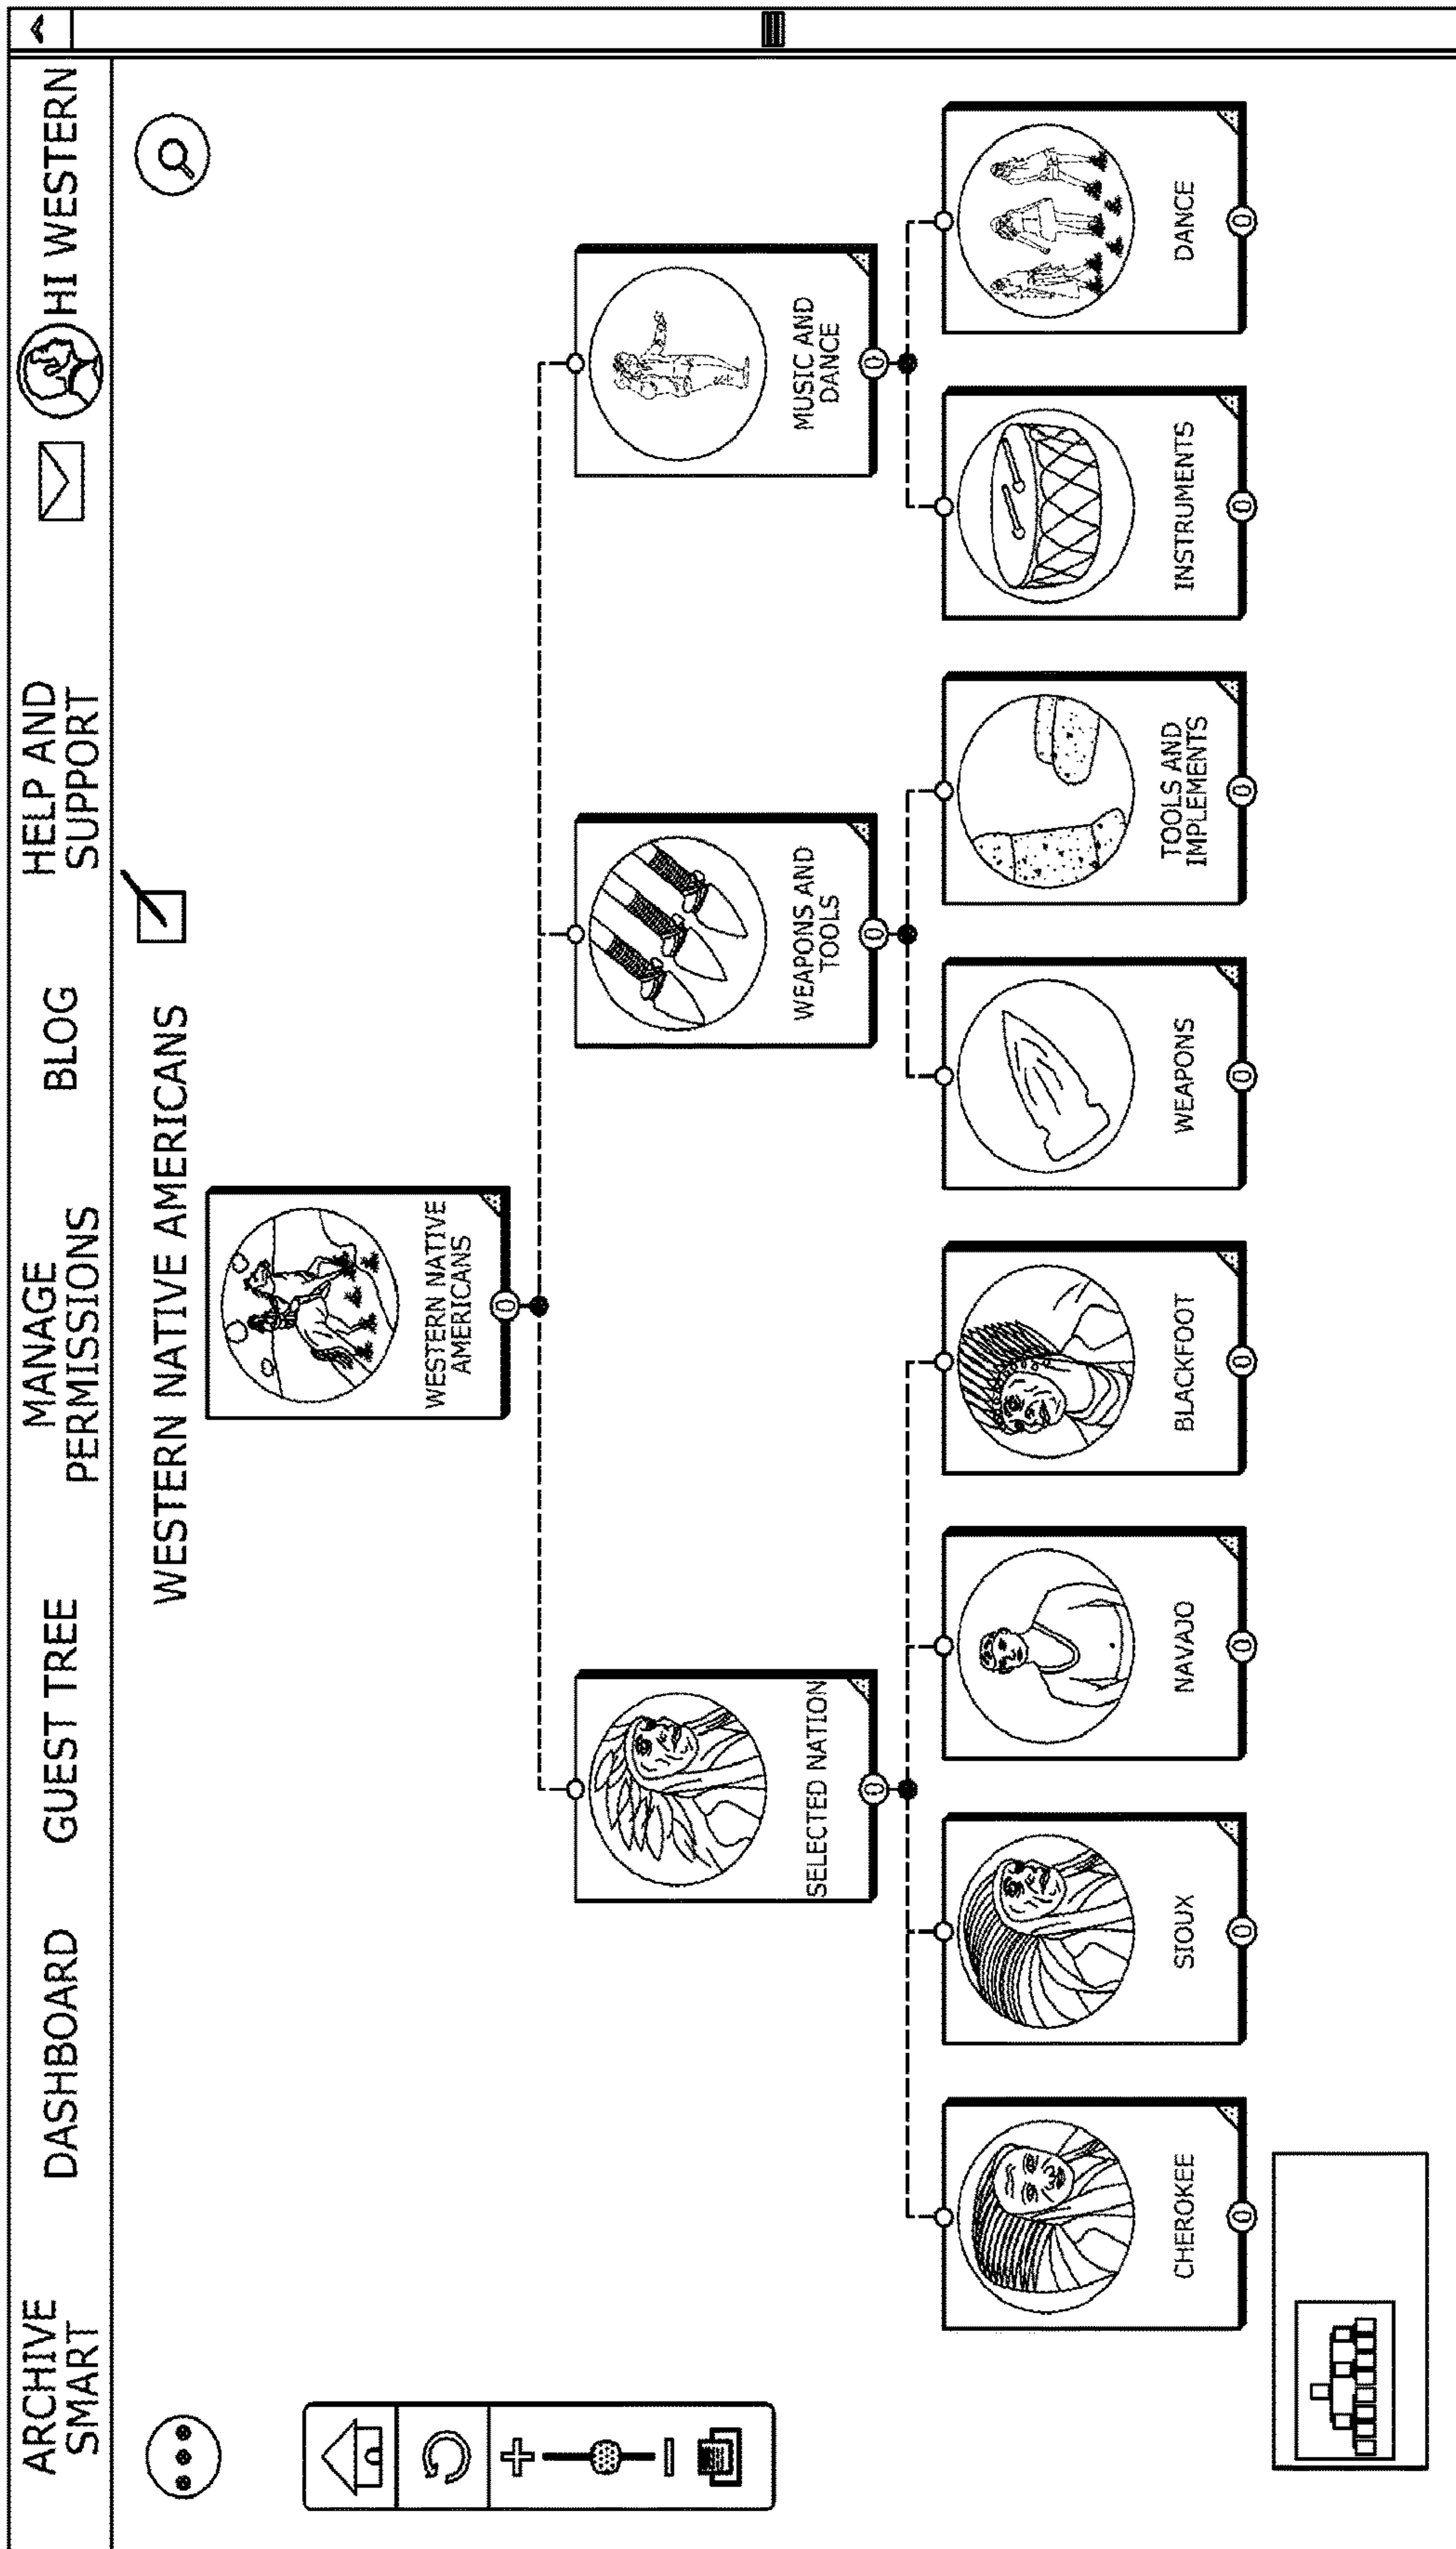 ARCHIVE
SMART
DASHBOARD
GUEST TREE
MANAGE
PERMISSIONS
BLOG
HELP AND
SUPPORT
HI WESTERN
WESTERN NATIVE AMERICANS
WESTERN NATIVE
AMERICANS
0
SELECTED NATION
0
WEAPONS AND
TOOLS
0
MUSIC AND
DANCE
0
CHEROKEE
0
SIOUX
0
NAVAJO
0
BLACKFOOT
0
WEAPONS
0
TOOLS AND
IMPLEMENTS
0
INSTRUMENTS
0
DANCE
0